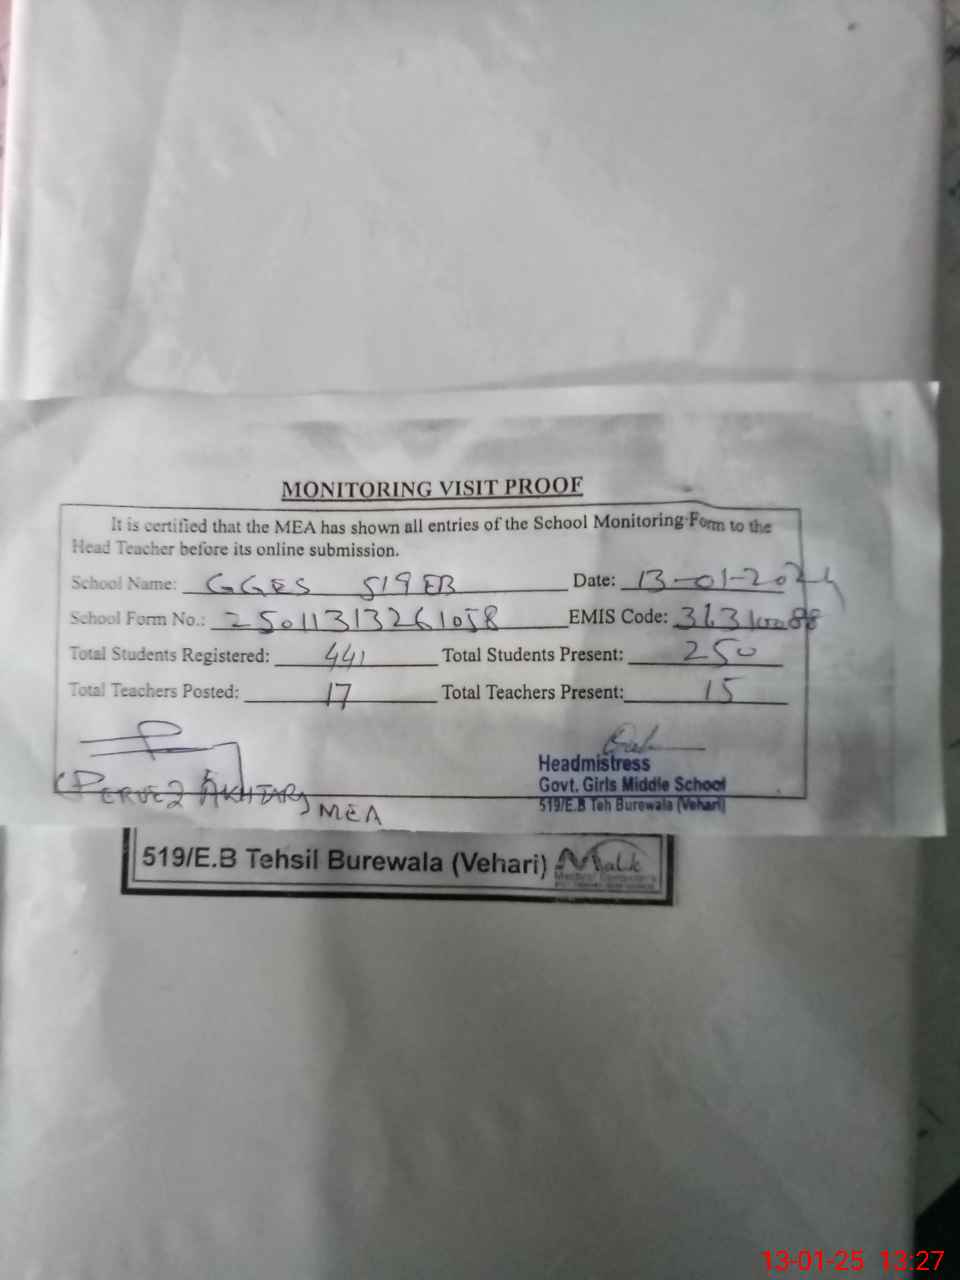 MONITORING VISIT PROOF
It is certified that the MEA has shown all entries of the School Monitoring Form to the
Head Teacher before its online submission.
School Name: GGES 519 EB Date: 13-01-2024
School Form No.: 25011313261058 EMIS Code:
Total Students Registered: 441 Total Students Present: 250
Total Teachers Posted: 17 Total Teachers Present: 15
Headmistress
Govt. Girls Middle School
519/E.B Teh Burewala (Vehari)
(PERVEZ AKHTAR)
MEA
519/E.B Tehsil Burewala (Vehari) Malik
13-01-25 13:27